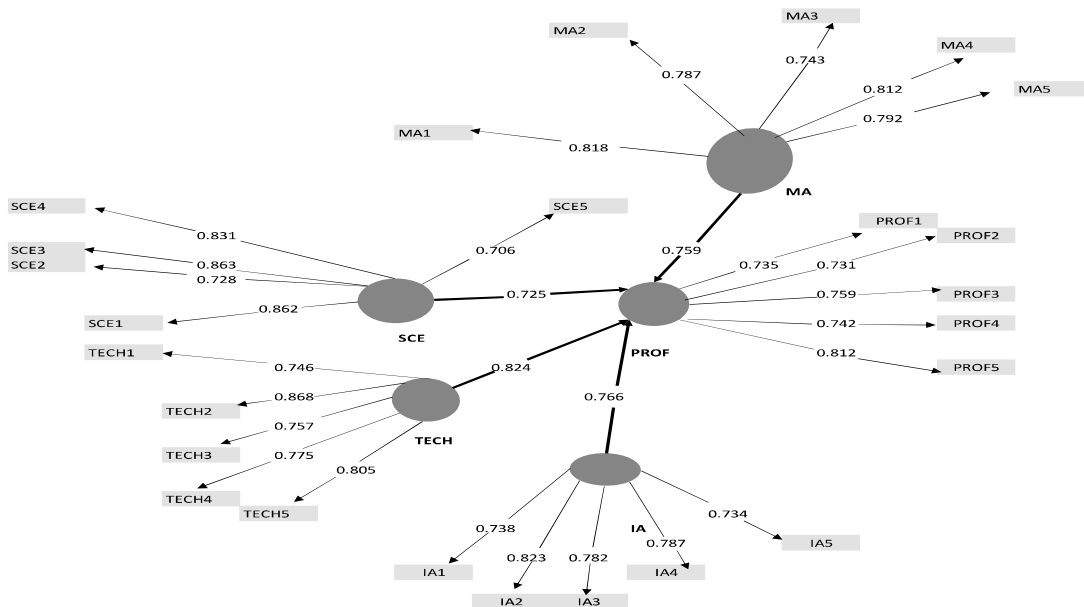 MA3
MA2
MA4
0.743
0.787
0.812
MA5
0.792
MA1
0.818
MA
SCE4
SCE5
PROF1
0.831
PROF2
SCE3
0.706
0.759
SCE2
0.863
0.735
0.731
0.728
0.725
0.759
PROF3
0.862
SCE1
0.742
PROF4
SCE
TECH1
PROF
0.812
0.746
0.824
PROF5
0.868
0.766
TECH2
0.757
TECH
TECH3
0.775
0.805
TECH4
TECH5
0.738
IA
0.734
0.823
0.782
0.787
IA5
IA1
IA4
IA2
IA3